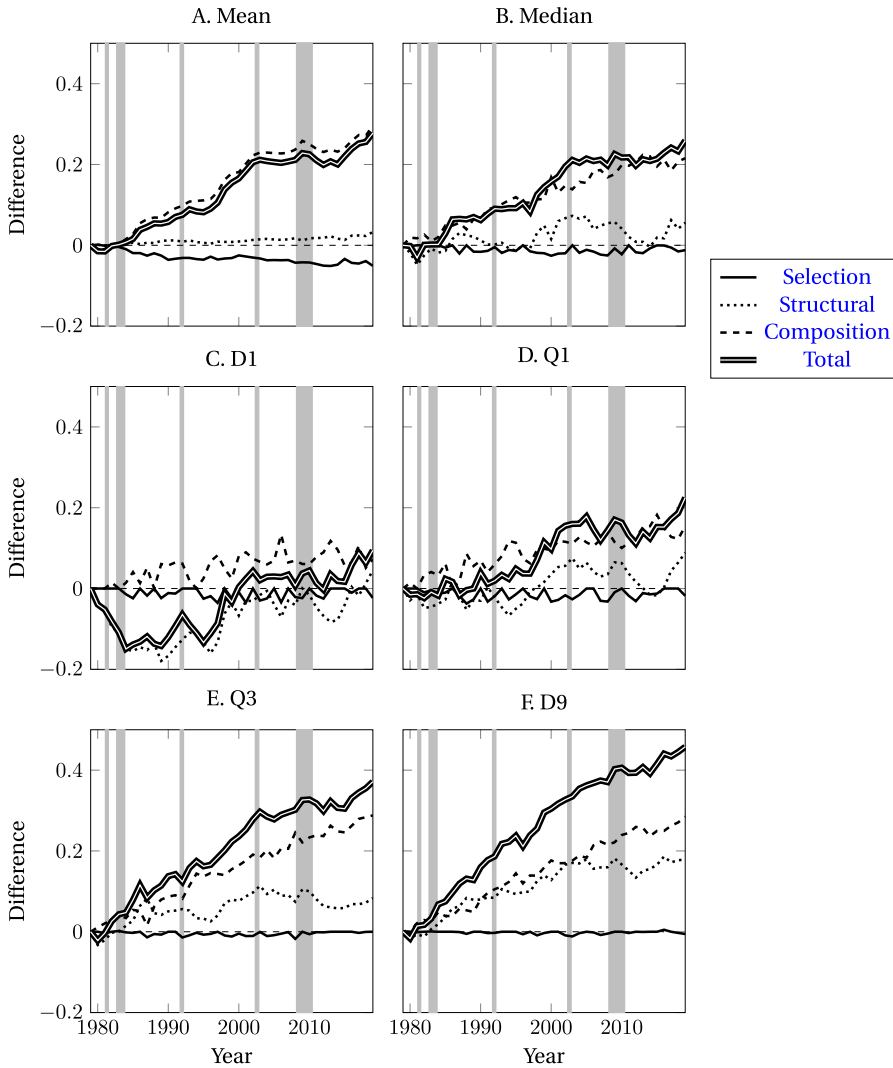 A. Mean
B. Median
Difference
0.4
0.2
0
−0.2
Selection
Structural
Composition
Total
C. D1
D. Q1
Difference
0.4
0.2
0
−0.2
E. Q3
F. D9
Difference
0.4
0.2
0
−0.2
1980 1990 2000 2010
1980 1990 2000 2010
Year
Year